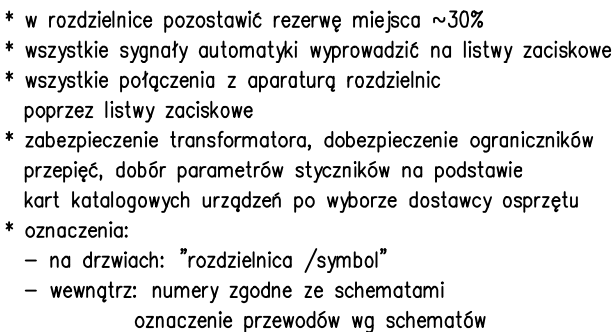 * w rozdzielnice pozostawić rezerwę miejsca ~30%
* wszystkie sygnały automatyki wyprowadzić na listwy zaciskowe
* wszystkie połączenia z aparaturą rozdzielnic
poprzez listwy zaciskowe
* zabezpieczenie transformatora, dobezpieczenie ograniczników
przepięć, dobór parametrów styczników na podstawie
kart katalogowych urządzeń po wyborze dostawcy osprzętu
* oznaczenia:
– na drzwiach: "rozdzielnica /symbol"
– wewnątrz: numery zgodne ze schematami
oznaczenie przewodów wg schematów